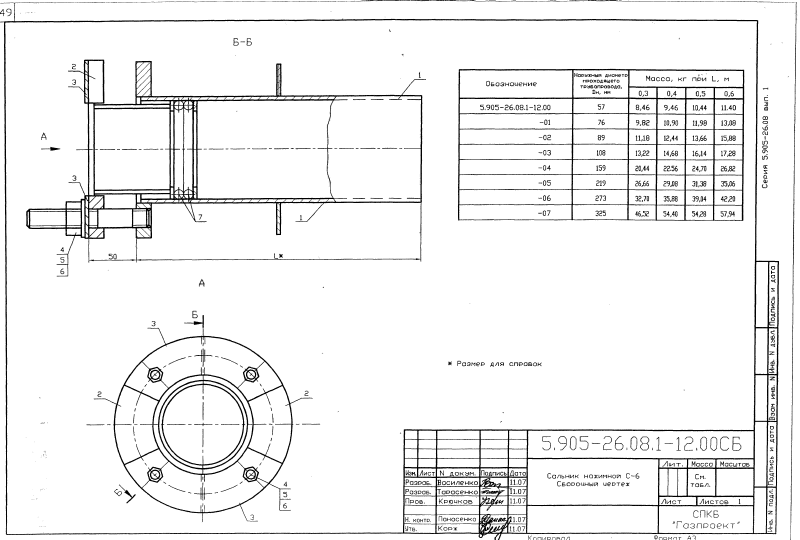 49
Б-Б
2
3
А
3
4
5
6
50
L*
7
1
1
А
Б
3
2
2
4
5
6
Б
3
Обозначение
Наружный диаметр проходящего трубопровода, Dн, мм
Масса, кг при L, м
0,3 0,4 0,5 0,6
5.905-26.08.1-12.00 57 8,46 9,46 10,44 11.40
-01 76 9,82 10,90 11,98 13,08
-02 89 11,18 12,44 13,66 15,88
-03 108 13,22 14,68 16,14 17,28
-04 159 20,44 22.56 24,70 26,82
-05 219 26,66 29,08 31,38 35,06
-06 273 32,70 35,88 39,04 42,20
-07 325 46,52 54,40 54,28 57,94
Серия 5.905-26.08 вып. 1
* Размер для справок
Подпись и дата
Инв. N дубл.
Взам инв. N
Подпись и дата
Инв. N подл.
5.905-26.08.1-12.00СБ
Изм. Лист N докум. Подпись Дата
Разраб. Василенко 11.07
Разраб. Тарасенко 11.07
Пров. Крачков 11.07
Н. контр. Панасенко 11.07
Утв. Корж 11.07
Сальник нажимной С-6
Сборочный чертеж
Лит. Масса Масштаб
См.
табл.
Лист Листов 1
СПКБ
"Газпроект"
Копировал Формат А3